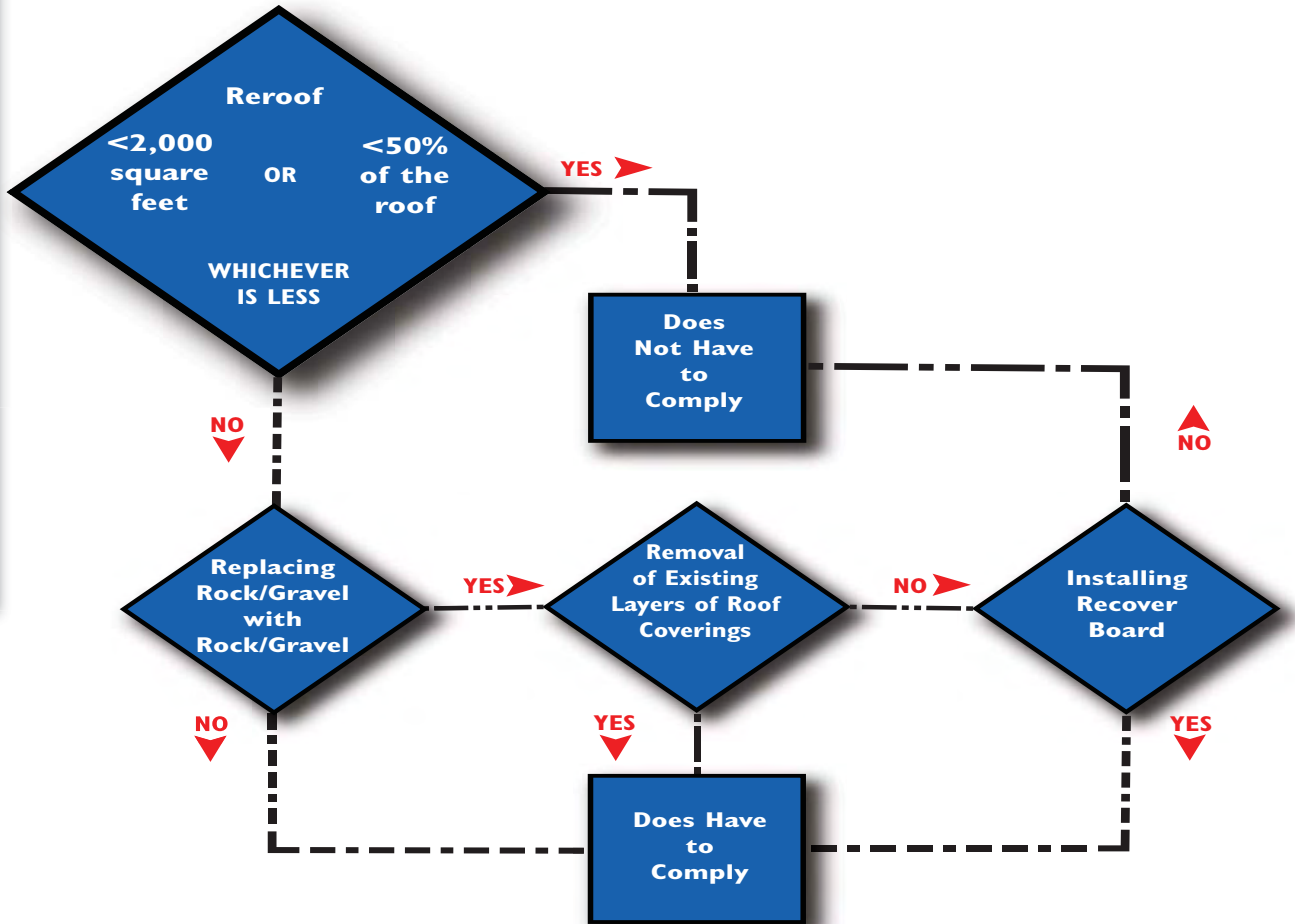 Reroof
<2,000
square
feet
OR
<50%
of the
roof
WHICHEVER
IS LESS
YES
Does
Not Have
to
Comply
NO
NO
Replacing
Rock/Gravel
with
Rock/Gravel
YES
Removal
of Existing
Layers of Roof
Coverings
NO
Installing
Recover
Board
NO
YES
YES
Does Have
to
Comply